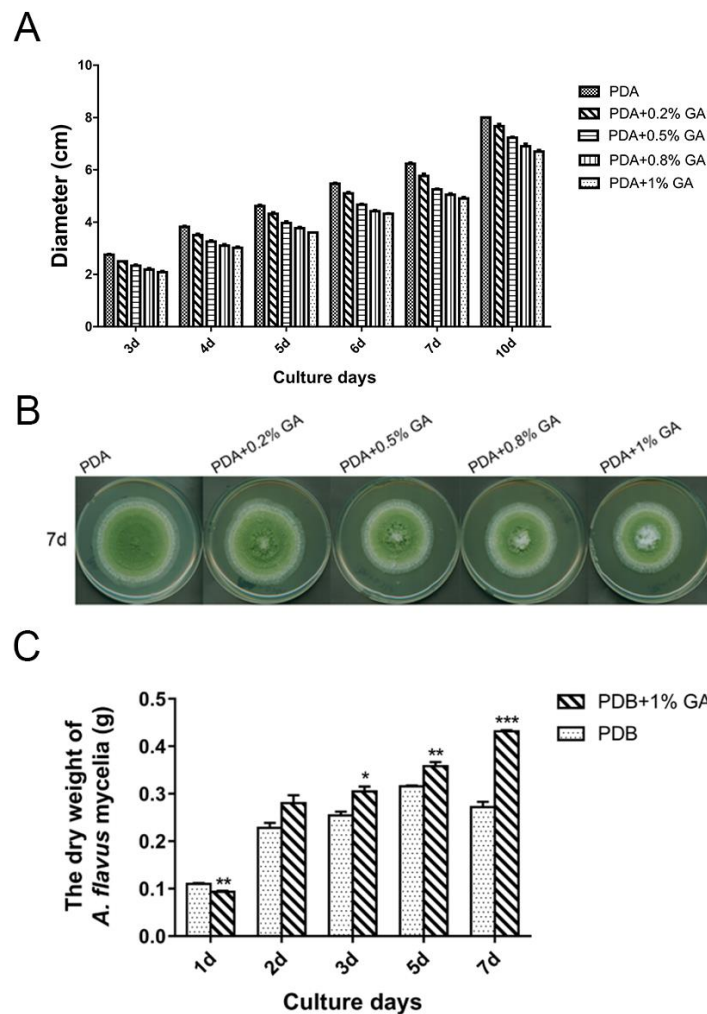 A
Diameter (cm)
10
8
6
4
2
0
3d
4d
5d
6d
7d
10d
Culture days
PDA
PDA+0.2% GA
PDA+0.5% GA
PDA+0.8% GA
PDA+1% GA
B
PDA
PDA+0.2% GA
PDA+0.5% GA
PDA+0.8% GA
PDA+1% GA
7d
C
The dry weight of
A. flavus mycelia (g)
0.5
0.4
0.3
0.2
0.1
0.0
**
*
**
***
1d
2d
3d
5d
7d
Culture days
PDB+1% GA
PDB